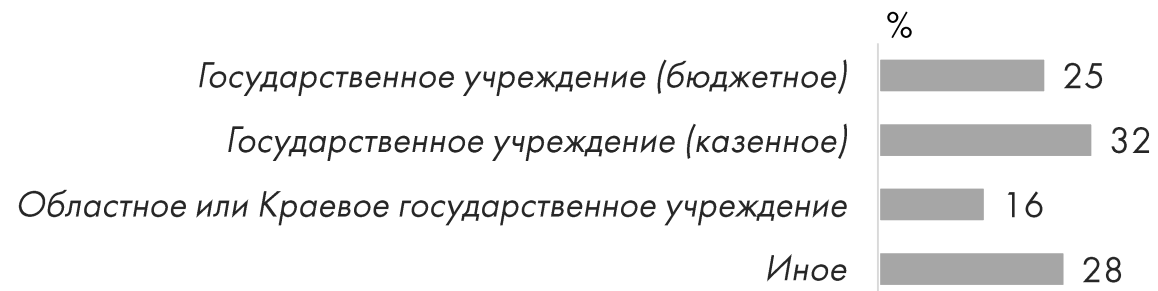 %
Государственное учреждение (бюджетное) 25
Государственное учреждение (казенное) 32
Областное или Краевое государственное учреждение 16
Иное 28